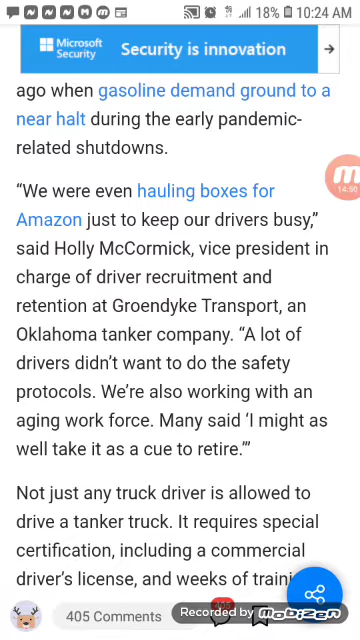 18% 10:24 AM
Microsoft
Security
Security is innovation
ago when gasoline demand ground to a
near halt during the early pandemic-
related shutdowns.
14:50
“We were even hauling boxes for
Amazon just to keep our drivers busy,”
said Holly McCormick, vice president in
charge of driver recruitment and
retention at Groendyke Transport, an
Oklahoma tanker company. “A lot of
drivers didn’t want to do the safety
protocols. We’re also working with an
aging work force. Many said ‘I might as
well take it as a cue to retire.’”
Not just any truck driver is allowed to
drive a tanker truck. It requires special
certification, including a commercial
driver’s license, and weeks of traini
405 Comments
405
Recorded by mobizen